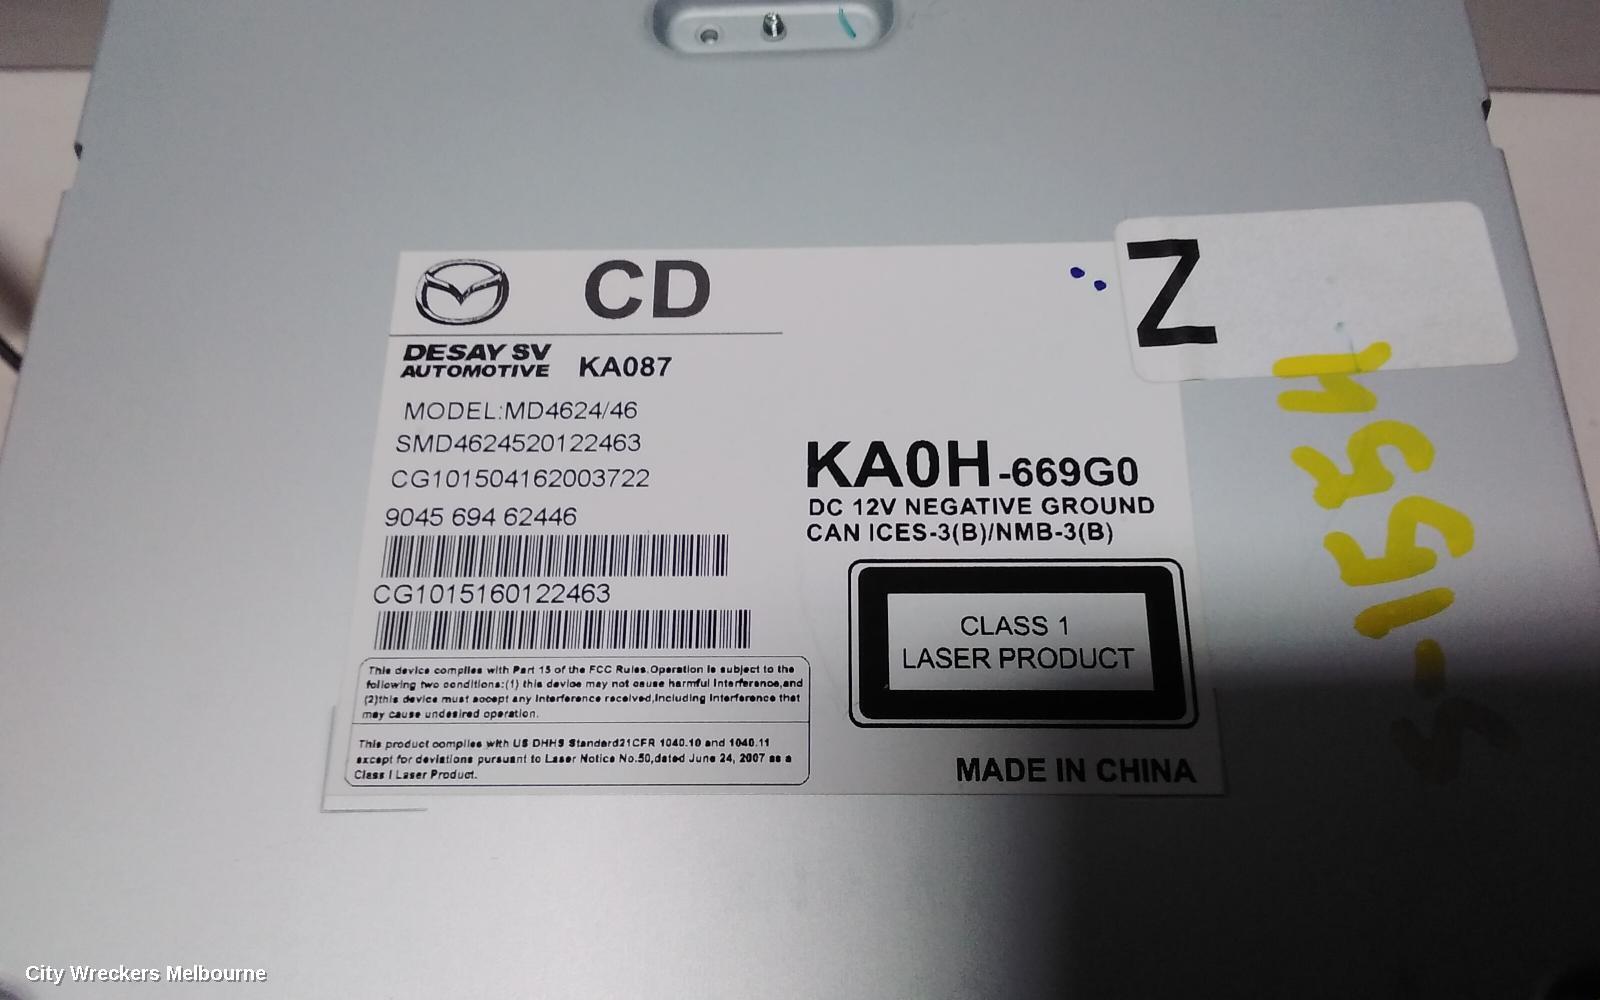 CD
Z
DESAY SV
AUTOMOTIVE KA087
MODEL:MD4624/46
SMD4624520122463
CG101504162003722
9045 694 62446
CG1015160122463
KA0H-669G0
DC 12V NEGATIVE GROUND
CAN ICES-3(B)/NMB-3(B)
CLASS 1
LASER PRODUCT
This device complies with Part 15 of the FCC Rules.Operation is subject to the
following two conditions:(1) this device may not cause harmful Interference,and
(2)this device must accept any Interference received,Including Interference that
may cause undesired operation.
This product complies with US DHHS Standard21CFR 1040.10 and 1040.11
except for deviations pursuant to Laser Notice No.50,dated June 24, 2007 as a
Class I Laser Product.
MADE IN CHINA
City Wreckers Melbourne